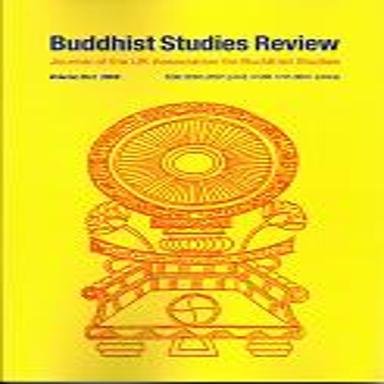 Buddhist Studies Review
Journal of the UK Association for Buddhist Studies